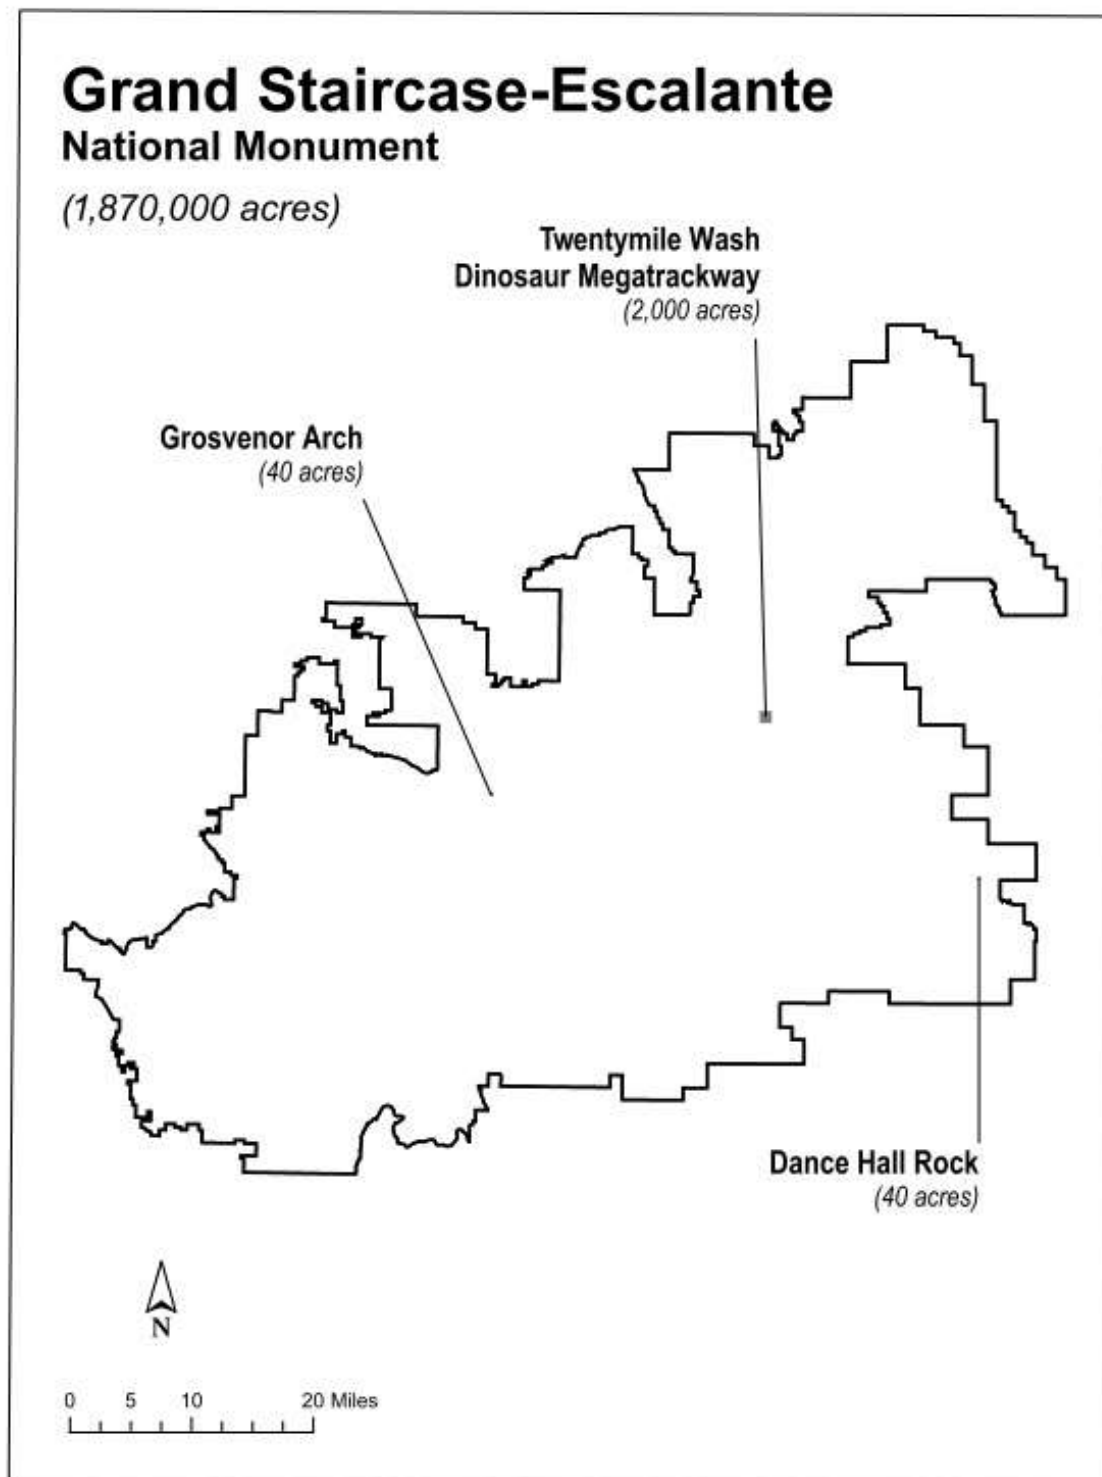 Grand Staircase-Escalante
National Monument
(1,870,000 acres)
Twentymile Wash
Dinosaur Megatrackway
(2,000 acres)
Grosvenor Arch
(40 acres)
Dance Hall Rock
(40 acres)
N
0 5 10 20 Miles